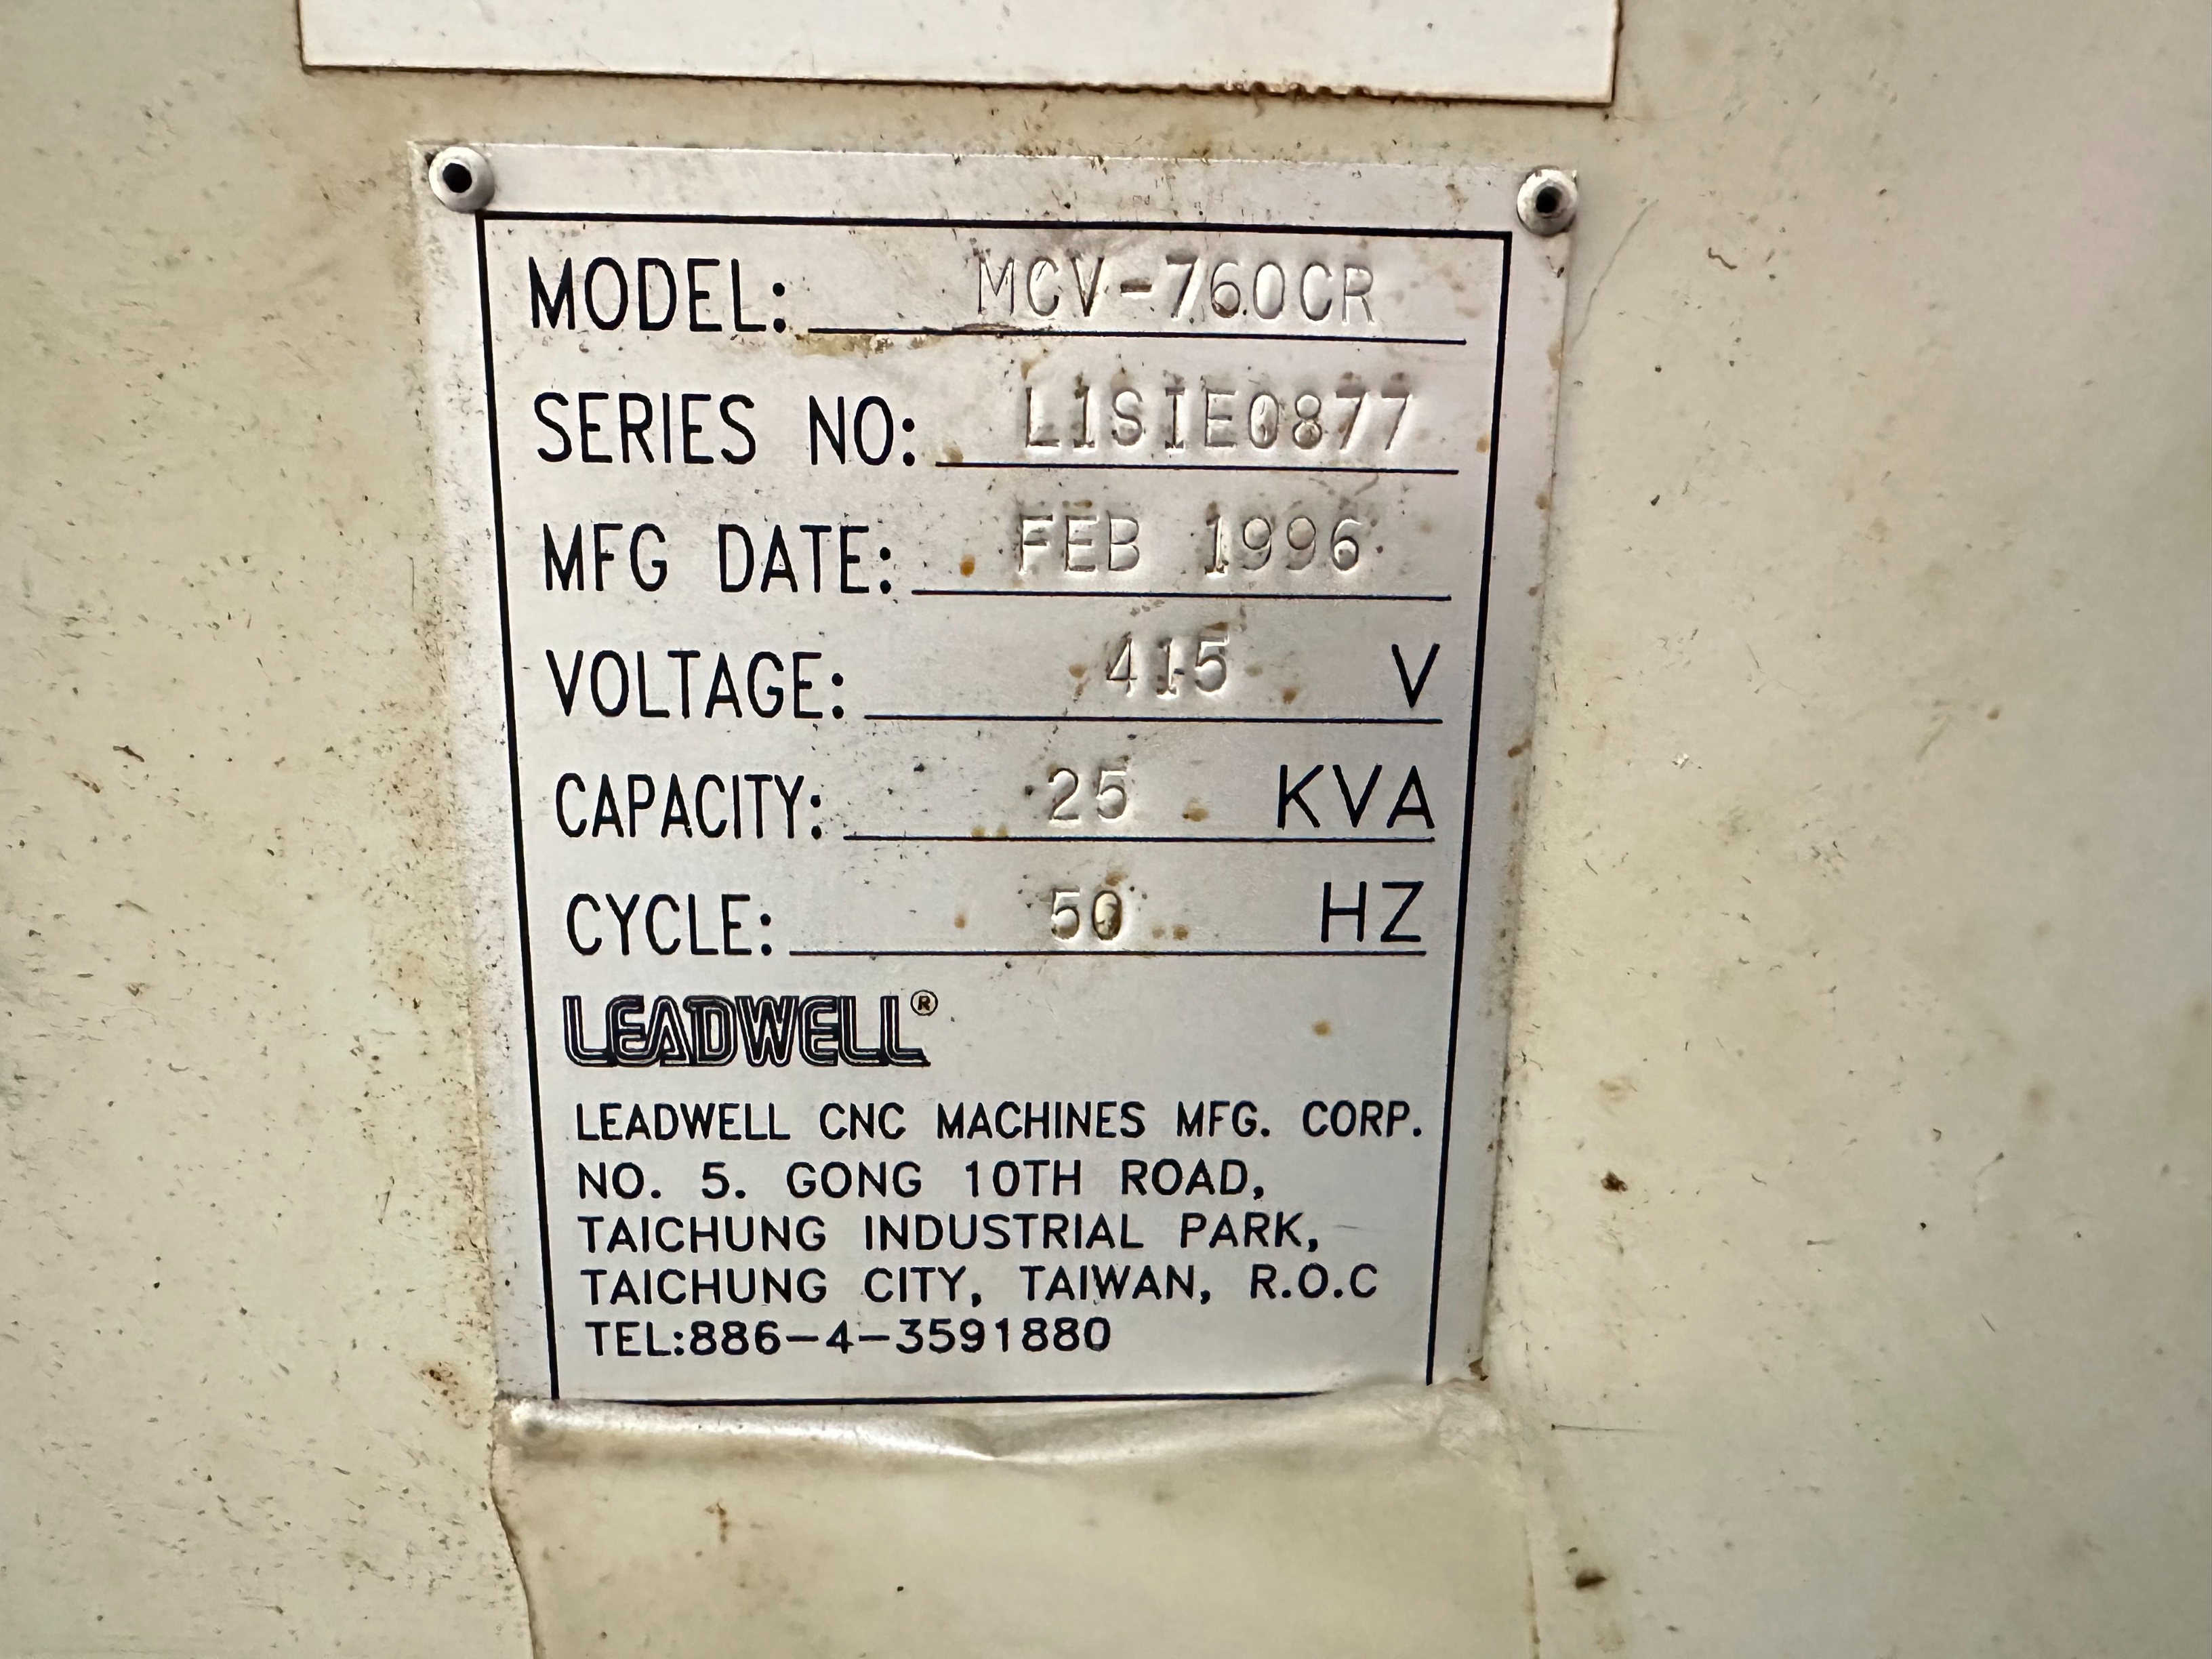 MODEL: MCV-760CR
SERIES NO: L1SIE0877
MFG DATE: FEB 1996
VOLTAGE: 415 V
CAPACITY: 25 KVA
CYCLE: 50 HZ
LEADWELL®
LEADWELL CNC MACHINES MFG. CORP.
NO. 5. GONG 10TH ROAD,
TAICHUNG INDUSTRIAL PARK,
TAICHUNG CITY, TAIWAN, R.O.C
TEL:886-4-3591880